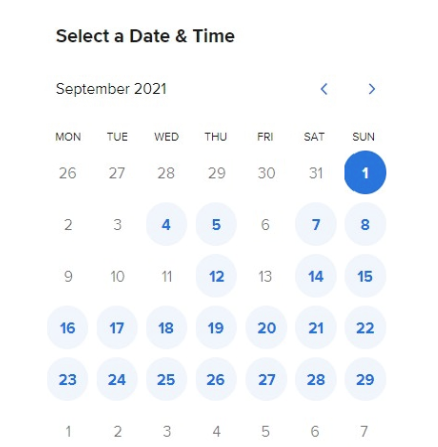 Select a Date & Time
September 2021
MON TUE WED THU FRI SAT SUN
26 27 28 29 30 31 1
2 3 4 5 6 7 8
9 10 11 12 13 14 15
16 17 18 19 20 21 22
23 24 25 26 27 28 29
1 2 3 4 5 6 7